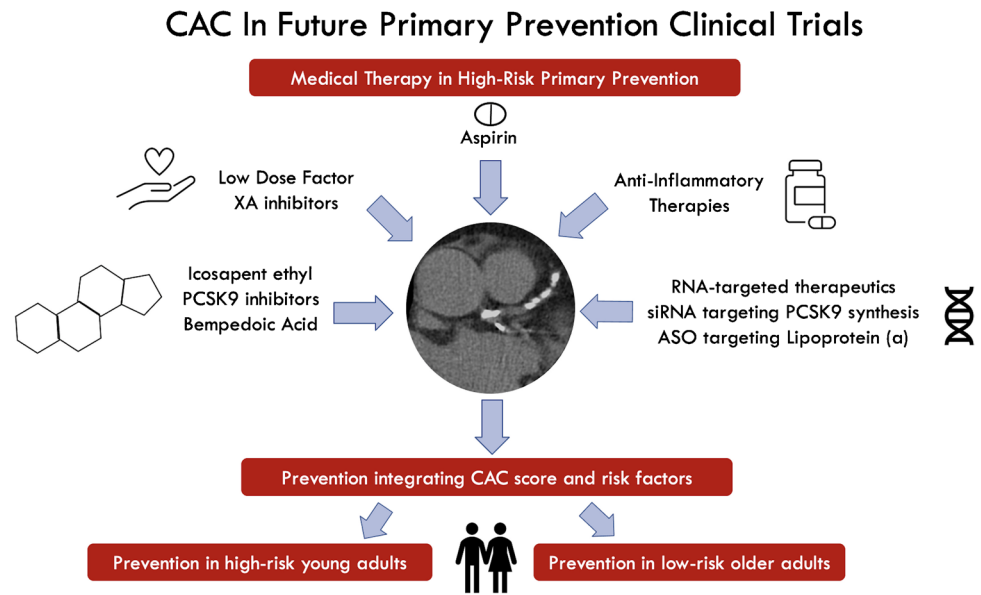 CAC In Future Primary Prevention Clinical Trials
Medical Therapy in High-Risk Primary Prevention
Aspirin
Low Dose Factor
XA inhibitors
Anti-Inflammatory
Therapies
Icosapent ethyl
PCSK9 inhibitors
Bempedoic Acid
RNA-targeted therapeutics
siRNA targeting PCSK9 synthesis
ASO targeting Lipoprotein (a)
Prevention integrating CAC score and risk factors
Prevention in high-risk young adults
Prevention in low-risk older adults